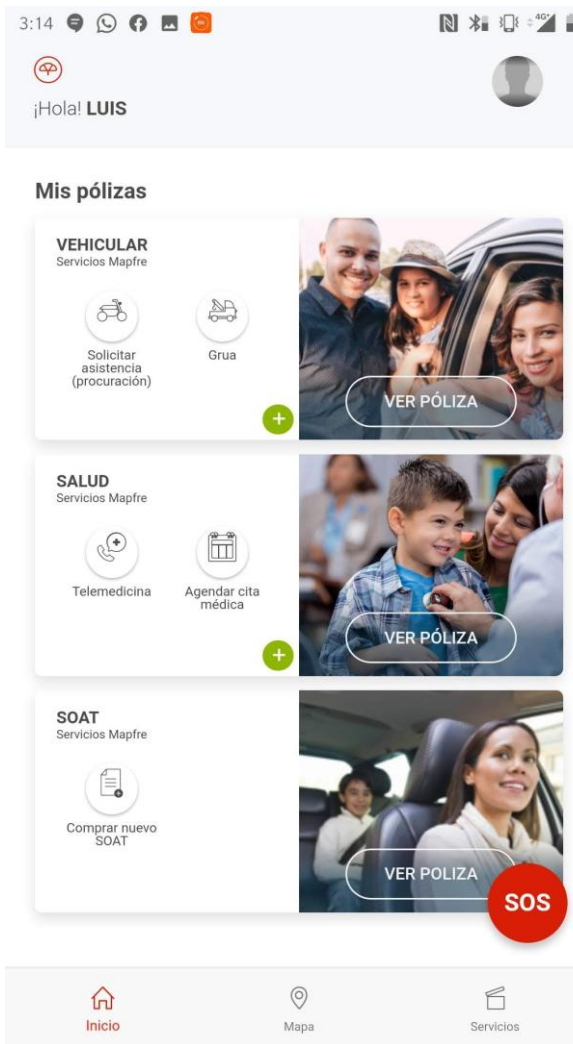 3:14
4G+
¡Hola! LUIS
Mis pólizas
VEHICULAR
Servicios Mapfre
Solicitar
asistencia
(procuración)
Grua
VER PÓLIZA
SALUD
Servicios Mapfre
Telemedicina
Agendar cita
médica
VER PÓLIZA
SOAT
Servicios Mapfre
Comprar nuevo
SOAT
VER POLIZA
SOS
Inicio
Mapa
Servicios